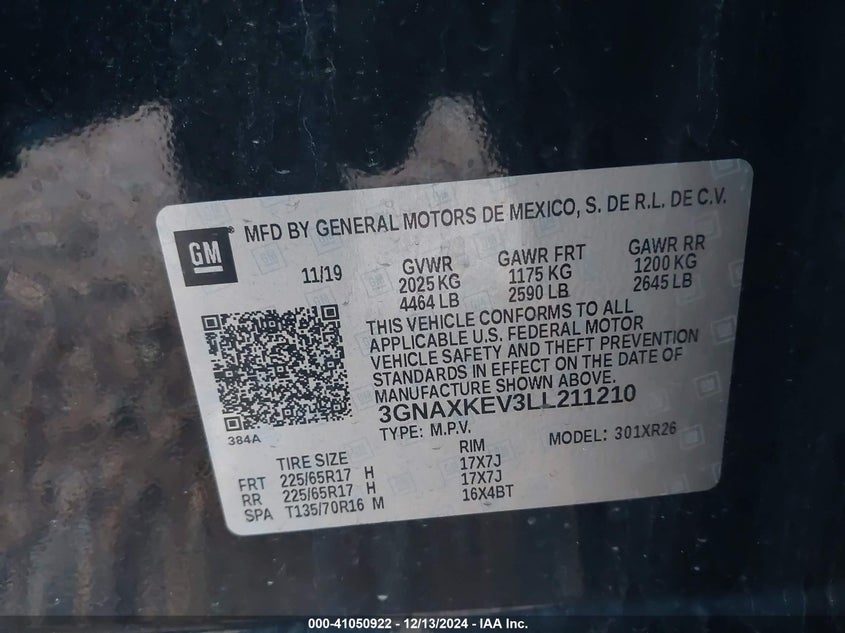 GM
MFD BY GENERAL MOTORS DE MEXICO, S. DE R.L. DE C.V.
11/19
GVWR GAWR FRT GAWR RR
2025 KG 1175 KG 1200 KG
4464 LB 2590 LB 2645 LB
THIS VEHICLE CONFORMS TO ALL
APPLICABLE U.S. FEDERAL MOTOR
VEHICLE SAFETY AND THEFT PREVENTION
STANDARDS IN EFFECT ON THE DATE OF
MANUFACTURE SHOWN ABOVE.
3GNAXKEV3LL211210
384A
TYPE: M.P.V.
MODEL: 301XR26
TIRE SIZE RIM
FRT 225/65R17 H 17X7J
RR 225/65R17 H 17X7J
SPA T135/70R16 M 16X4BT
000-41050922 - 12/13/2024 - IAA Inc.